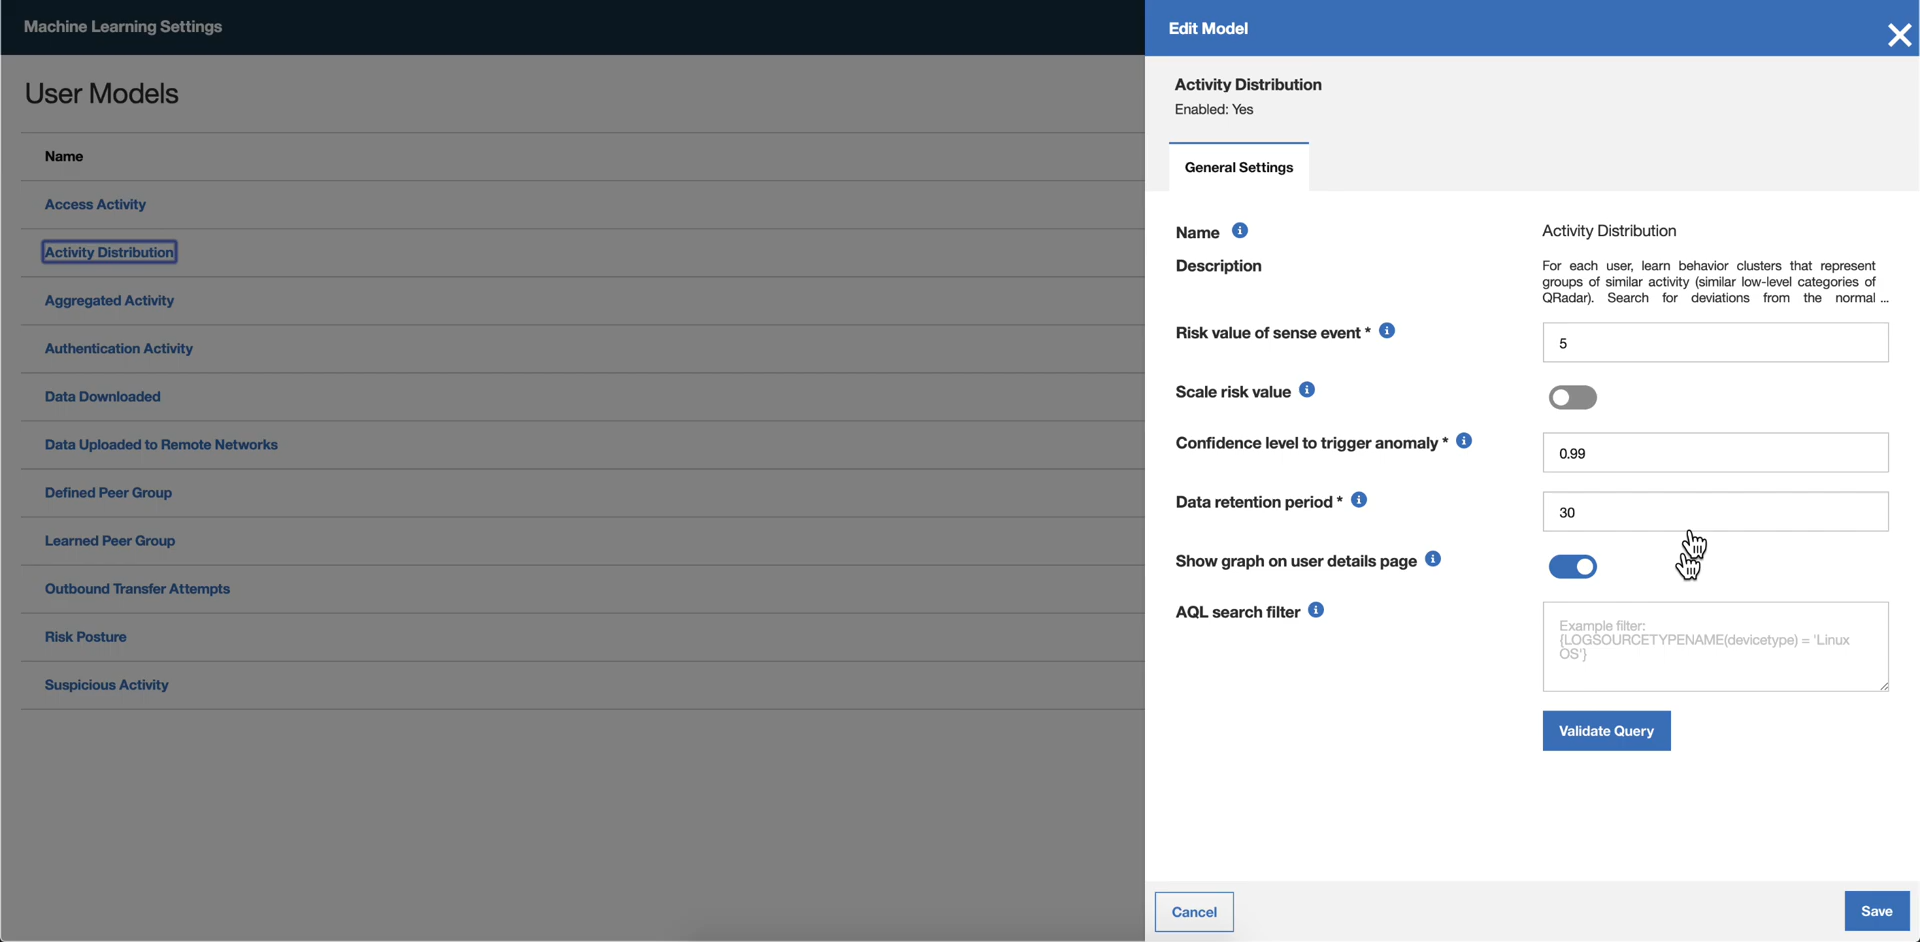 Machine Learning Settings
User Models
Name
Access Activity
Activity Distribution
Aggregated Activity
Authentication Activity
Data Downloaded
Data Uploaded to Remote Networks
Defined Peer Group
Learned Peer Group
Outbound Transfer Attempts
Risk Posture
Suspicious Activity
Edit Model
Activity Distribution
Enabled: Yes
General Settings
Name
Activity Distribution
Description
For each user, learn behavior clusters that represent
groups of similar activity (similar low-level categories of
QRadar). Search for deviations from the normal ...
Risk value of sense event *
5
Scale risk value
Confidence level to trigger anomaly *
0.99
Data retention period *
30
Show graph on user details page
AQL search filter
Example filter:
{LOGSOURCETYPENAME(devicetype) = 'Linux
OS'}
Validate Query
Cancel
Save